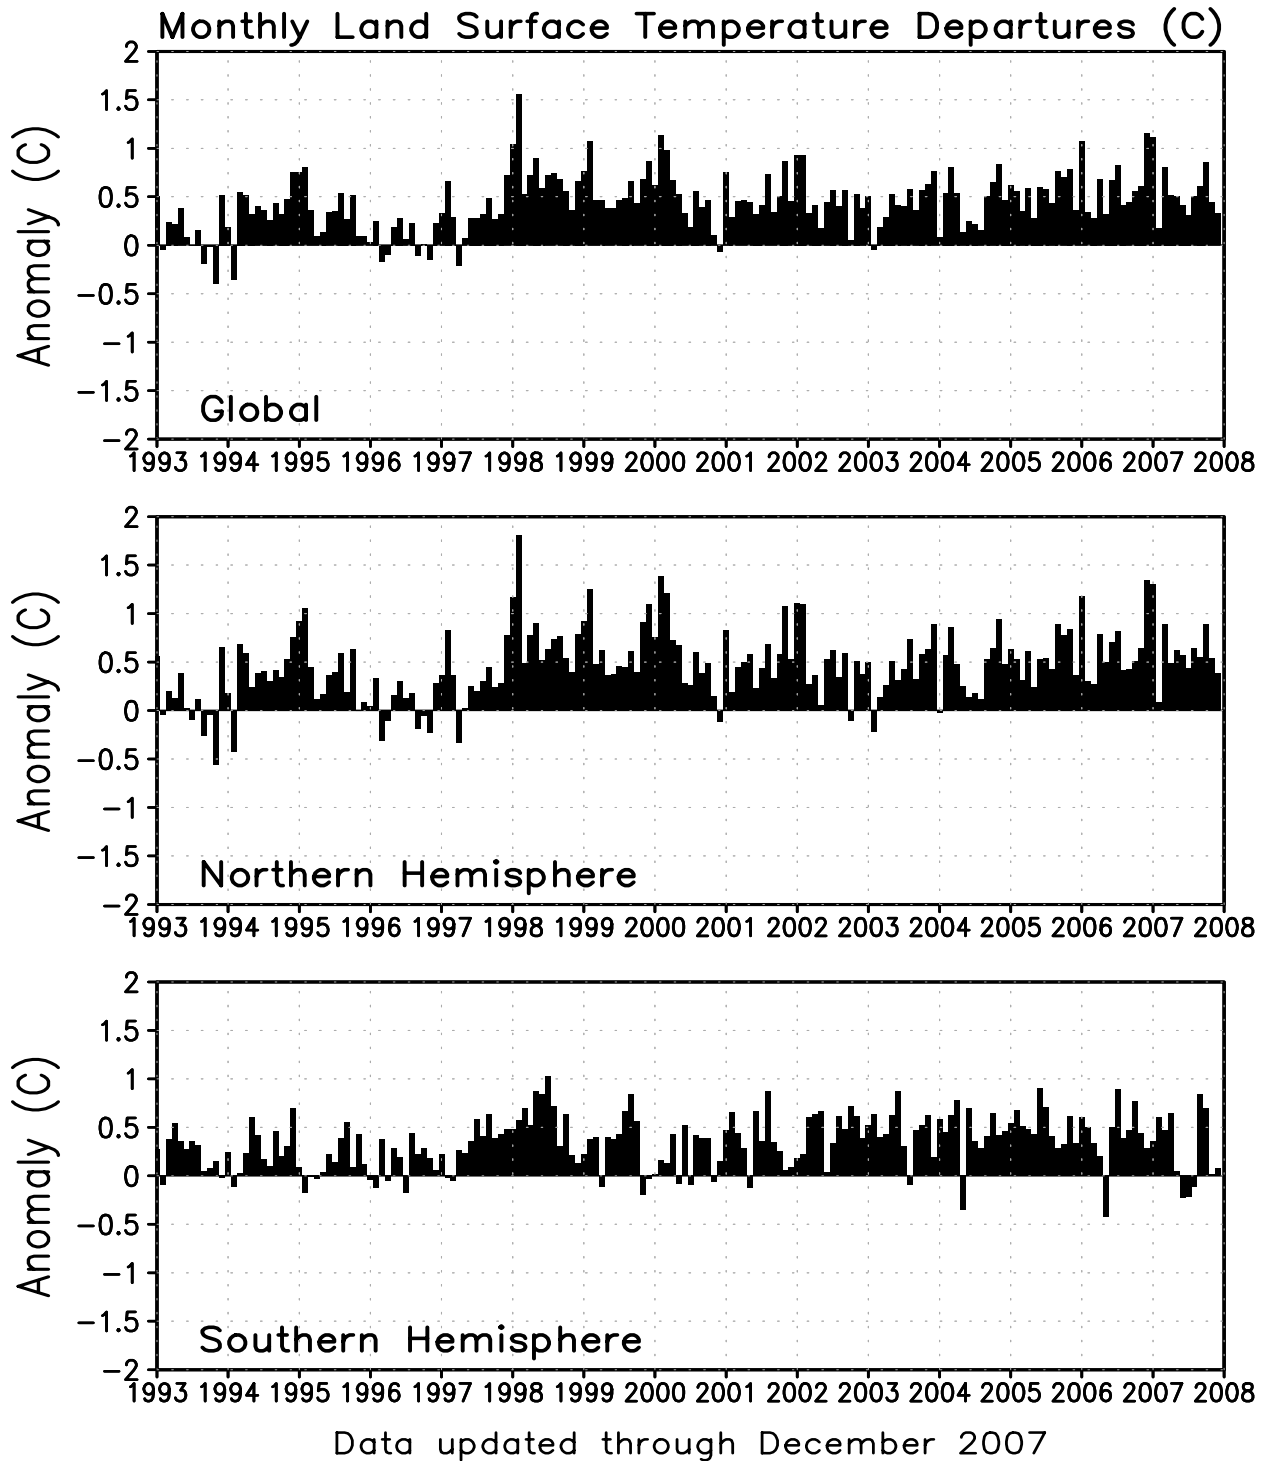 Monthly Land Surface Temperature Departures (C)
2
1.5
1
0.5
0
−0.5
−1
−1.5
−2
Anomaly (C)
Global
1993 1994 1995 1996 1997 1998 1999 2000 2001 2002 2003 2004 2005 2006 2007 2008
2
1.5
1
0.5
0
−0.5
−1
−1.5
−2
Anomaly (C)
Northern Hemisphere
1993 1994 1995 1996 1997 1998 1999 2000 2001 2002 2003 2004 2005 2006 2007 2008
2
1.5
1
0.5
0
−0.5
−1
−1.5
−2
Anomaly (C)
Southern Hemisphere
1993 1994 1995 1996 1997 1998 1999 2000 2001 2002 2003 2004 2005 2006 2007 2008
Data updated through December 2007